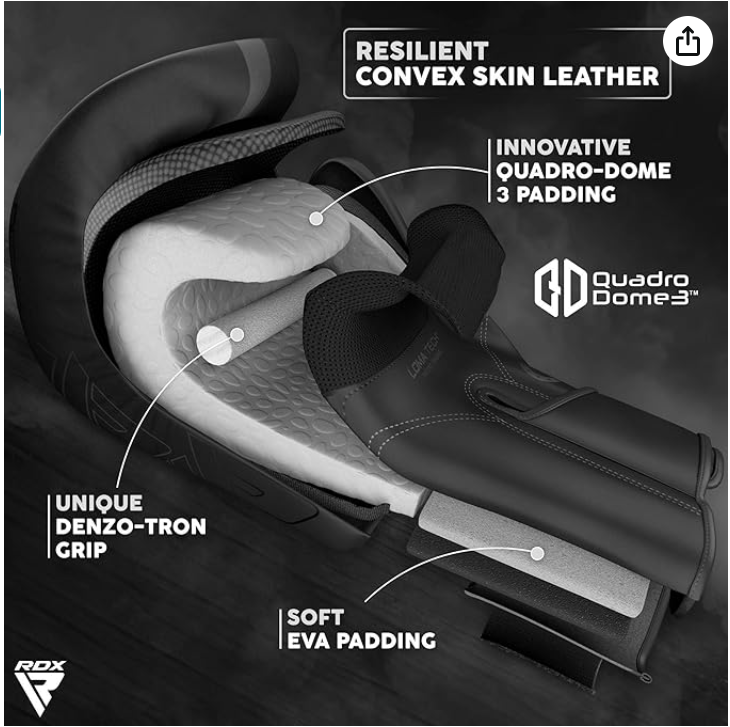 RESILIENT
CONVEX SKIN LEATHER
INNOVATIVE
QUADRO-DOME
3 PADDING
QD Quadro
Dome3™
UNIQUE
DENZO-TRON
GRIP
SOFT
EVA PADDING
RDX